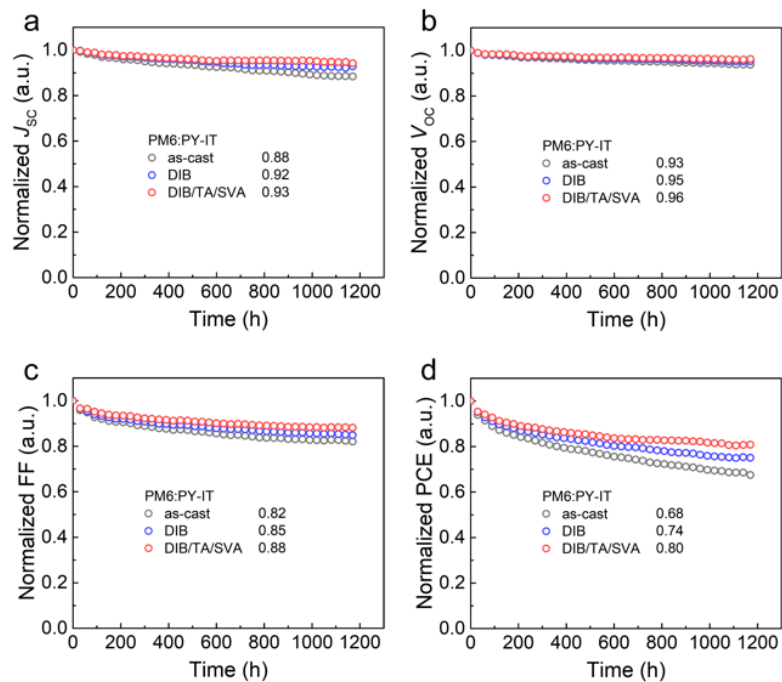 a
Normalized J_SC (a.u.)
1.0
0.8
0.6
0.4
0.2
0.0
PM6:PY-IT
as-cast 0.88
DIB 0.92
DIB/TA/SVA 0.93
0 200 400 600 800 1000 1200
Time (h)
b
Normalized V_OC (a.u.)
1.0
0.8
0.6
0.4
0.2
0.0
PM6:PY-IT
as-cast 0.93
DIB 0.95
DIB/TA/SVA 0.96
0 200 400 600 800 1000 1200
Time (h)
c
Normalized FF (a.u.)
1.0
0.8
0.6
0.4
0.2
0.0
PM6:PY-IT
as-cast 0.82
DIB 0.85
DIB/TA/SVA 0.88
0 200 400 600 800 1000 1200
Time (h)
d
Normalized PCE (a.u.)
1.0
0.8
0.6
0.4
0.2
0.0
PM6:PY-IT
as-cast 0.68
DIB 0.74
DIB/TA/SVA 0.80
0 200 400 600 800 1000 1200
Time (h)